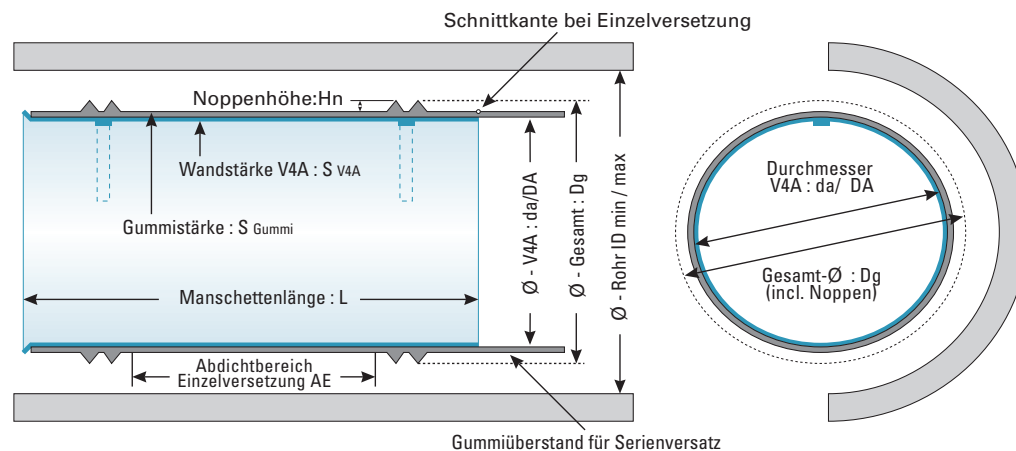 Schnittkante bei Einzelversetzung
Noppenhöhe:Hn
Wandstärke V4A : S V4A
Gummistärke : S Gummi
Manschettenlänge : L
Abdichtbereich
Einzelversetzung AE
Ø - V4A : da/DA
Ø - Gesamt : Dg
Ø - Rohr ID min / max
Gummiüberstand für Serienversatz
Durchmesser
V4A : da/ DA
Gesamt-Ø : Dg
(incl. Noppen)